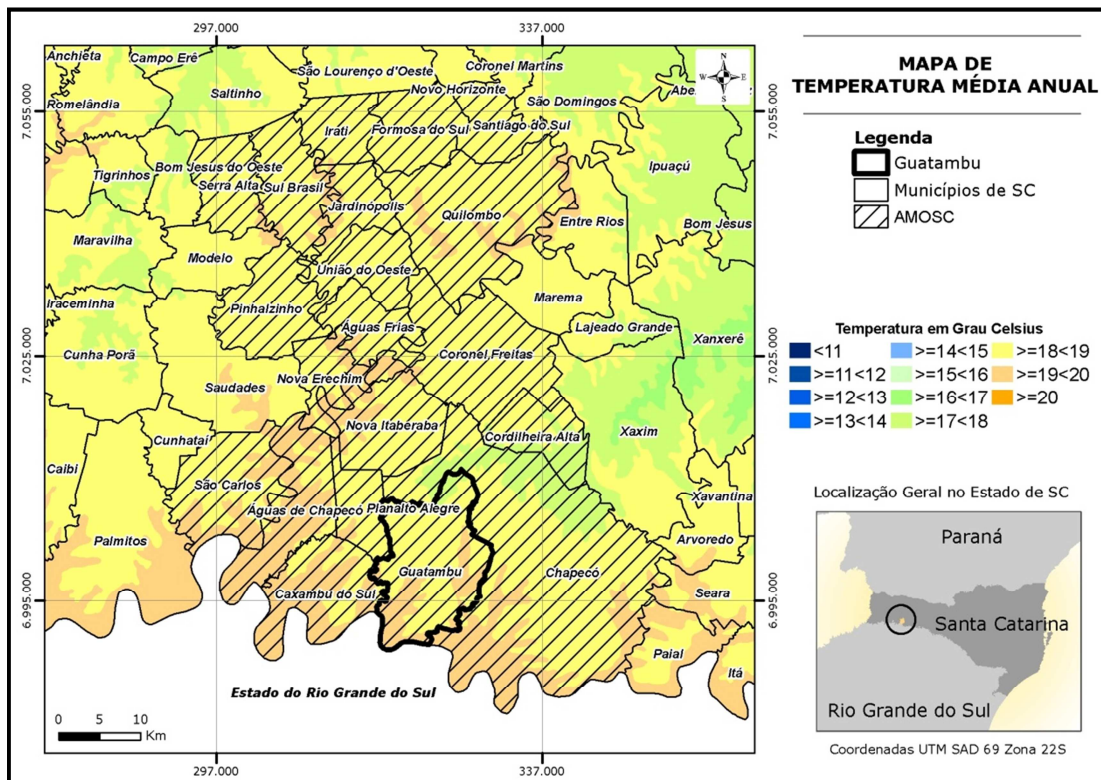 297.000
337.000
Anchieta
Campo Erê
São Lourenço d'Oeste
Coronel Martins
Saltinho
Novo Horizonte
Romelândia
São Domingos
7.055.000
7.055.000
Irati
Formosa do Sul
Santiago do Sul
Ipuaçú
Tigrinhos
Bom Jesus do Oeste
Serra Alta
Sul Brasil
Jardinópolis
Quilombo
Entre Rios
Bom Jesus
Maravilha
Modelo
União do Oeste
Iraceminha
Pinhalzinho
Marema
Águas Frias
Lajeado Grande
Xanxerê
Cunha Porã
Coronel Freitas
7.025.000
7.025.000
Saudades
Nova Erechim
Nova Itaberaba
Cordilheira Alta
Xaxim
Cunhataí
Caibi
São Carlos
Xavantina
Águas de Chapecó
Planalto Alegre
Palmitos
Arvoredo
Guatambu
Chapecó
Caxambu do Sul
Seara
6.995.000
6.995.000
Paial
Itá
Estado do Rio Grande do Sul
0 5 10
Km
297.000
337.000
N
W E
S
MAPA DE
TEMPERATURA MÉDIA ANUAL
Legenda
Guatambu
Municípios de SC
AMOSC
Temperatura em Grau Celsius
<11 >=14<15 >=18<19
>=11<12 >=15<16 >=19<20
>=12<13 >=16<17 >=20
>=13<14 >=17<18
Localização Geral no Estado de SC
Paraná
Santa Catarina
Rio Grande do Sul
Coordenadas UTM SAD 69 Zona 22S